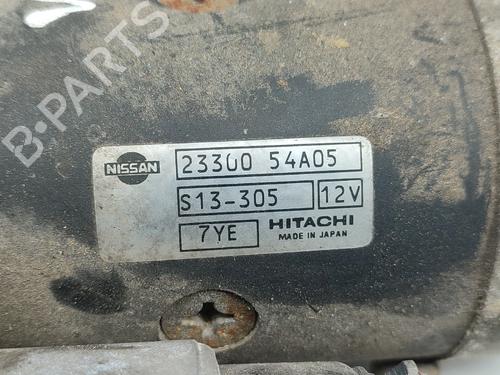 B-PARTS
NISSAN 23300 54A05
S13-305 12V
7YE HITACHI
MADE IN JAPAN